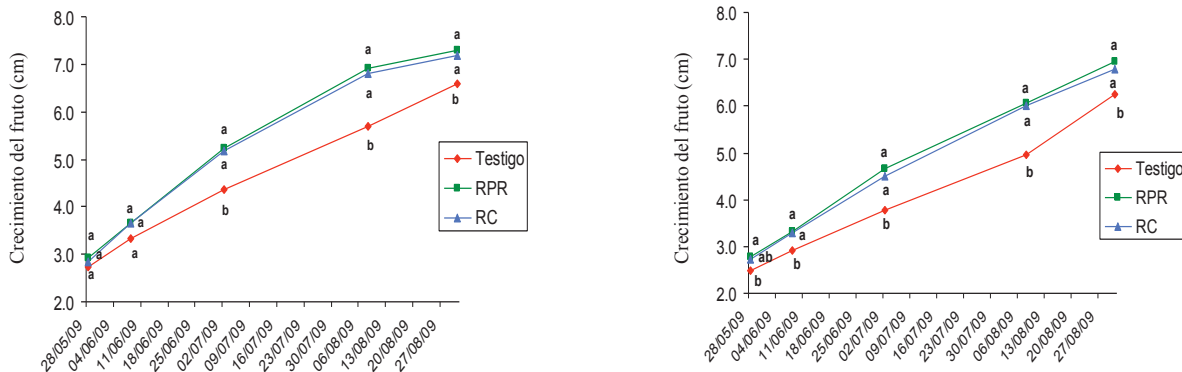 8.0
7.0
6.0
5.0
4.0
3.0
2.0
Crecimiento del fruto (cm)
a
a
a
a
a
a
a
a
b
a
a
b
a
a
b
Testigo
RPR
RC
28/05/09
04/06/09
11/06/09
18/06/09
25/06/09
02/07/09
09/07/09
16/07/09
23/07/09
30/07/09
06/08/09
13/08/09
20/08/09
27/08/09
8.0
7.0
6.0
5.0
4.0
3.0
2.0
Crecimiento del fruto (cm)
a
ab
b
a
a
b
a
a
b
a
a
b
a
a
b
Testigo
RPR
RC
28/05/09
04/06/09
11/06/09
18/06/09
25/06/09
02/07/09
09/07/09
16/07/09
23/07/09
30/07/09
06/08/09
13/08/09
20/08/09
27/08/09